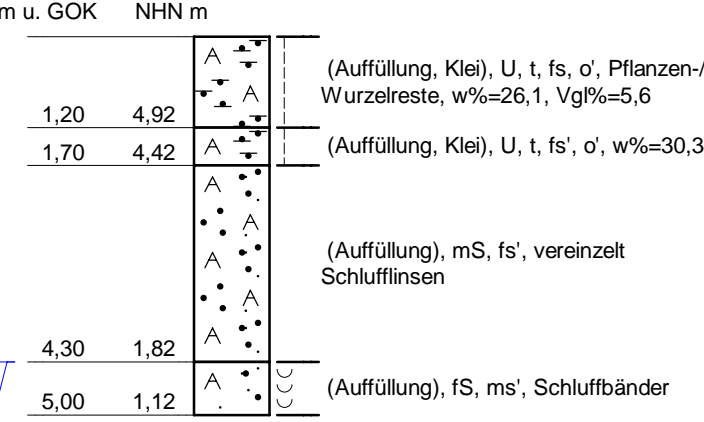 m u. GOK NHN m
(Auffüllung, Klei), U, t, fs, o', Pflanzen-/
Wurzelreste, w%=26,1, Vgl%=5,6
1,20 4,92
(Auffüllung, Klei), U, t, fs', o', w%=30,3
1,70 4,42
(Auffüllung), mS, fs', vereinzelt
Schlufflinsen
4,30 1,82
(Auffüllung), fS, ms', Schluffbänder
5,00 1,12
A
A
A
A
A
A
A
A
A